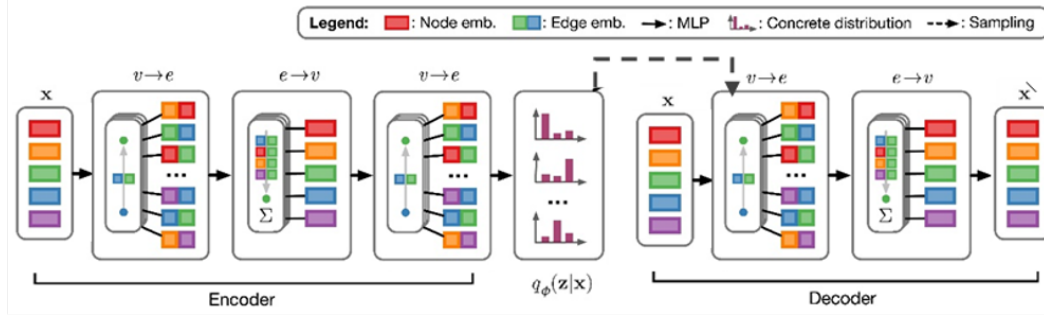 Legend: : Node emb. : Edge emb. : MLP : Concrete distribution : Sampling
v→e e→v v→e v→e e→v
x x x`
... ... ... ...
Σ Σ
qϕ(z|x)
Encoder Decoder